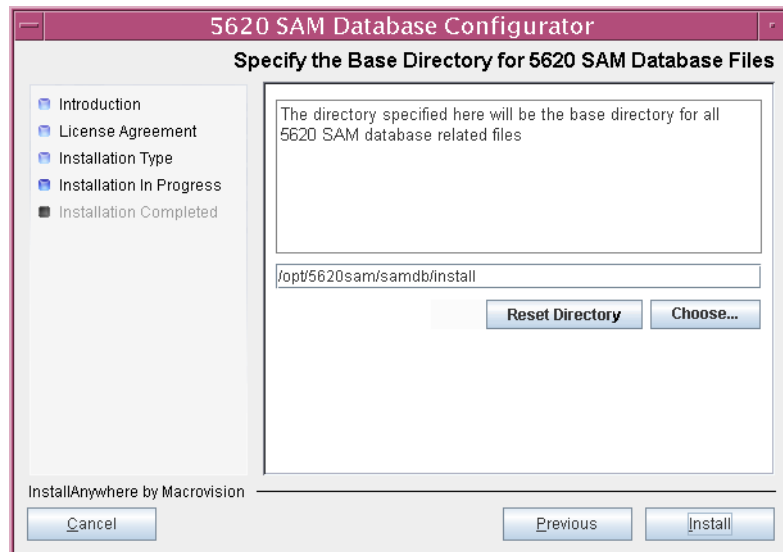 5620 SAM Database Configurator
Specify the Base Directory for 5620 SAM Database Files
Introduction
License Agreement
Installation Type
Installation In Progress
Installation Completed
The directory specified here will be the base directory for all
5620 SAM database related files
/opt/5620sam/samdb/install
Reset Directory
Choose...
InstallAnywhere by Macrovision
Cancel
Previous
Install